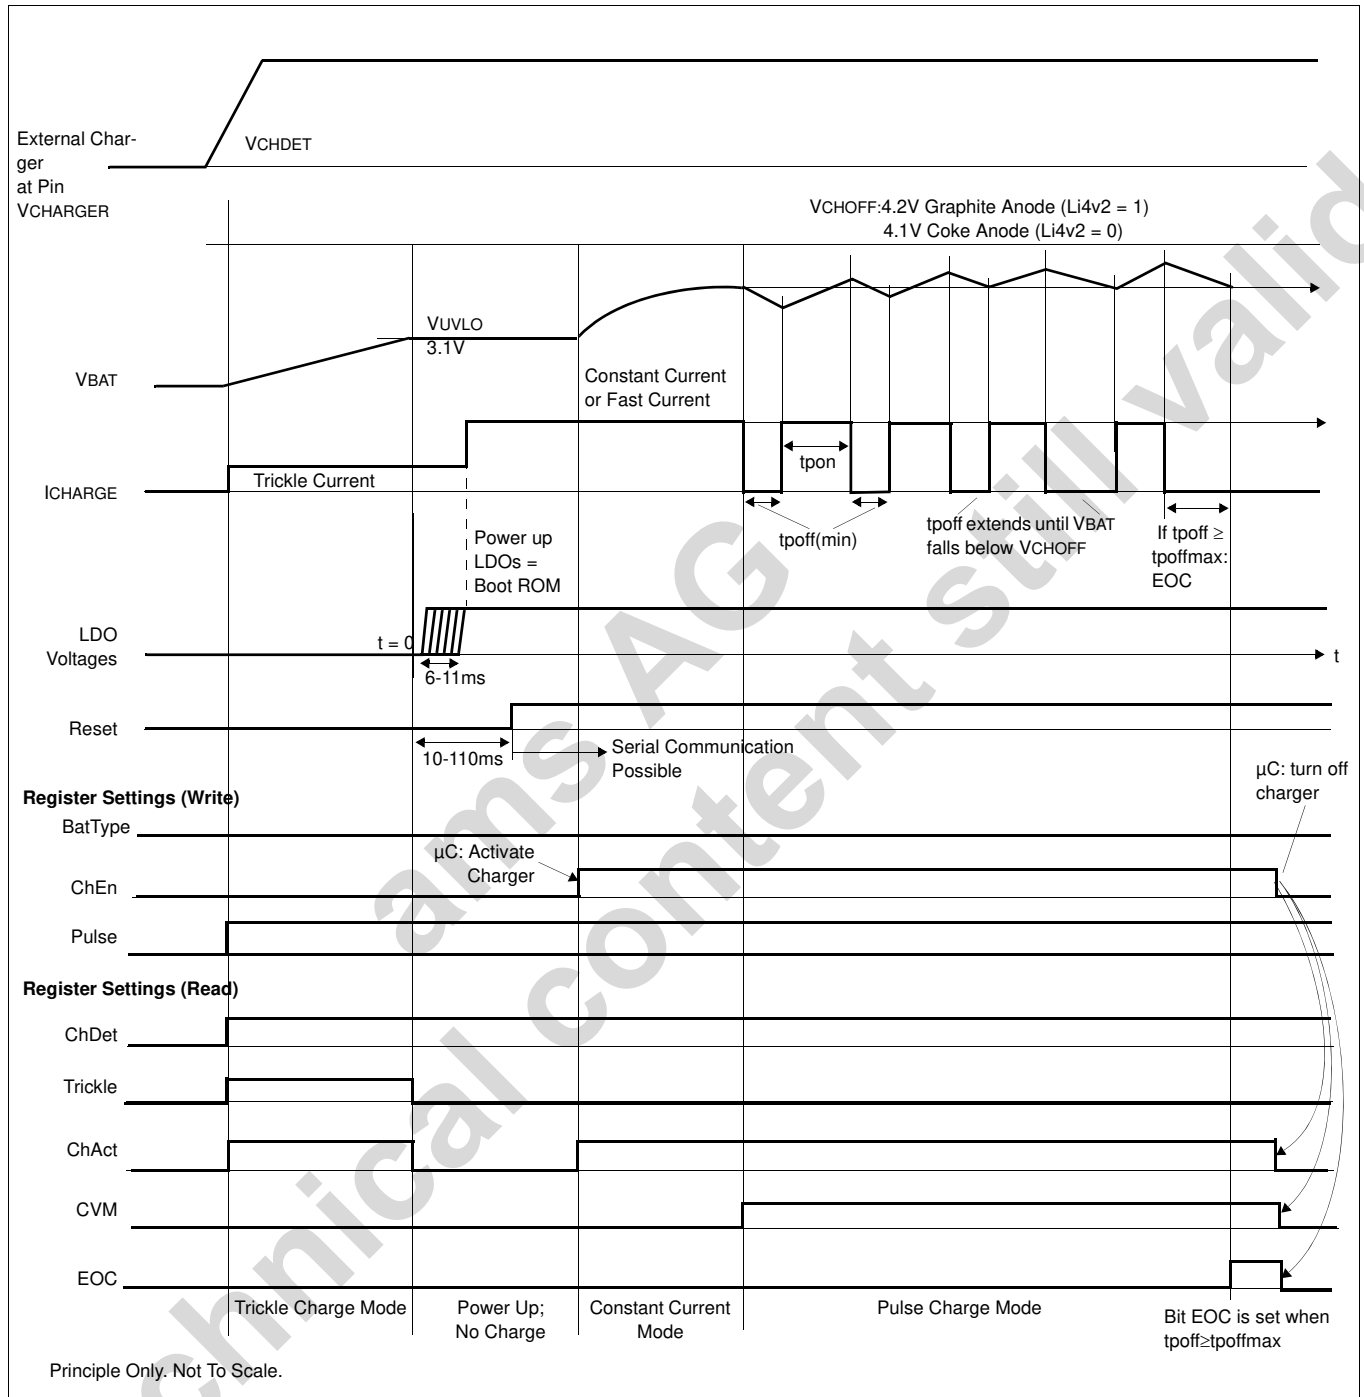 External Char-
ger
at Pin
VCHARGER
VCHDET
VCHOFF:4.2V Graphite Anode (Li4v2 = 1)
4.1V Coke Anode (Li4v2 = 0)
VUVLO
3.1V
VBAT
Constant Current
or Fast Current
tpon
Trickle Current
ICHARGE
tpoff(min)
tpoff extends until VBAT
falls below VCHOFF
If tpoff ≥
tpoffmax:
EOC
Power up
LDOs =
Boot ROM
LDO
Voltages
t = 0
t
6-11ms
Reset
10-110ms
Serial Communication
Possible
µC: turn off
charger
Register Settings (Write)
BatType
µC: Activate
Charger
ChEn
Pulse
Register Settings (Read)
ChDet
Trickle
ChAct
CVM
EOC
Trickle Charge Mode
Power Up;
No Charge
Constant Current
Mode
Pulse Charge Mode
Bit EOC is set when
tpoff≥tpoffmax
Principle Only. Not To Scale.
ams AG
chnical content still valid